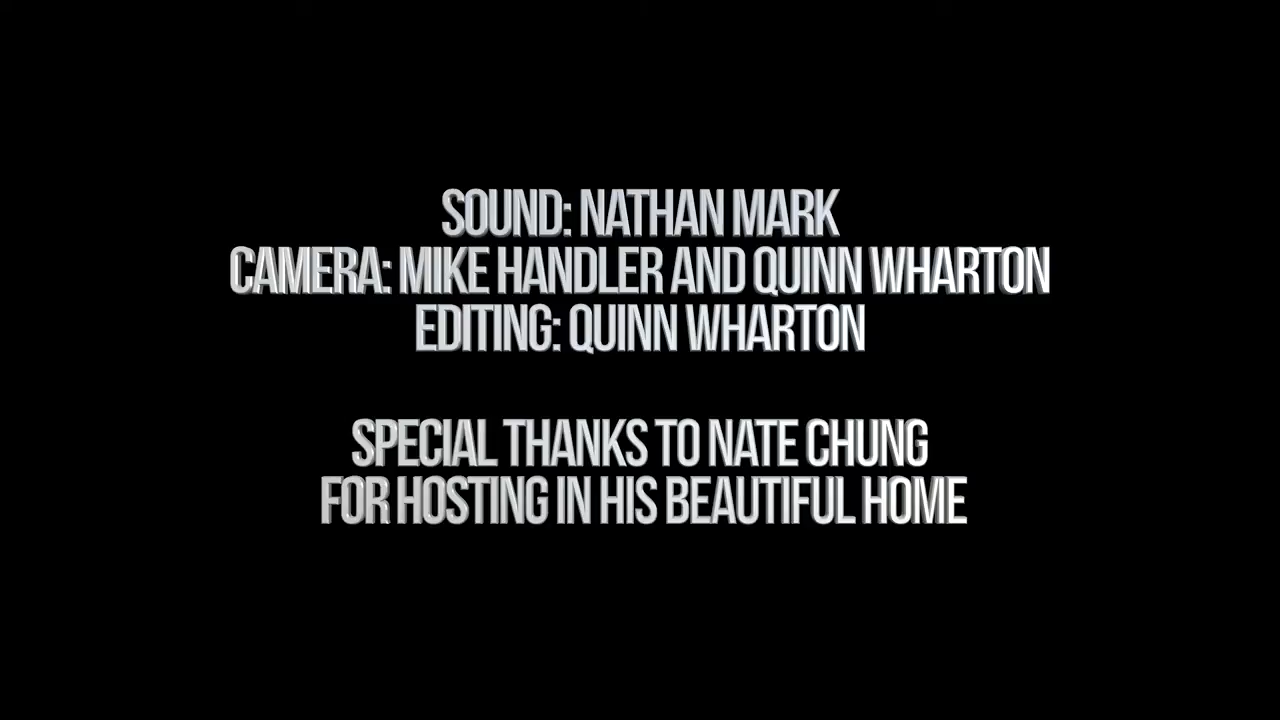 SOUND: NATHAN MARK
CAMERA: MIKE HANDLER AND QUINN WHARTON
EDITING: QUINN WHARTON
SPECIAL THANKS TO NATE CHUNG
FOR HOSTING IN HIS BEAUTIFUL HOME